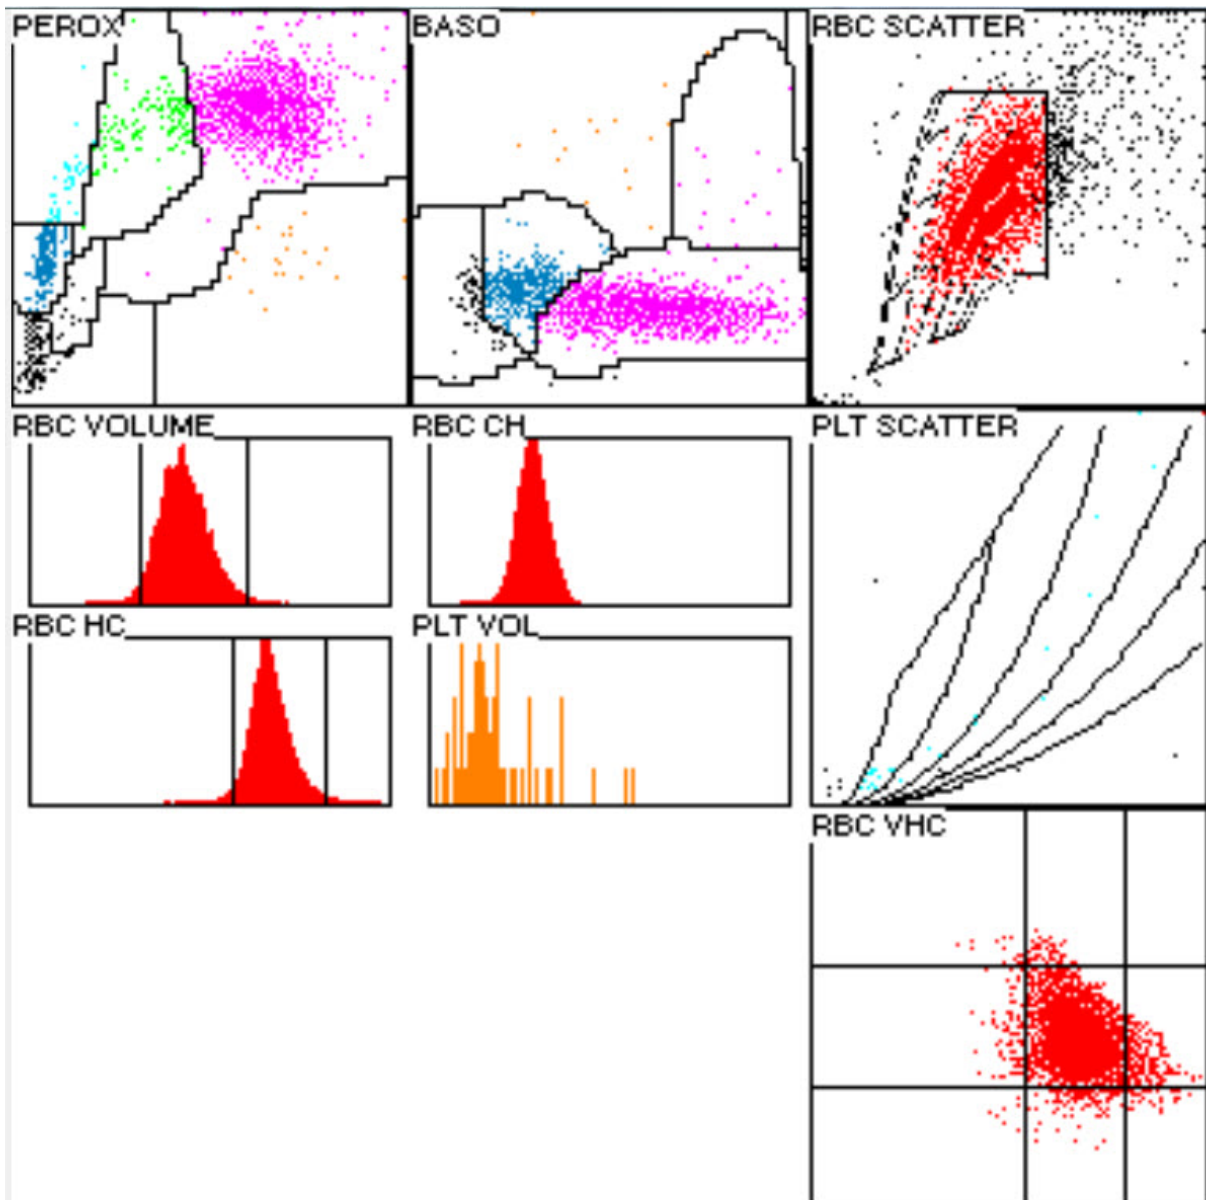 PEROX
BASO
RBC SCATTER
RBC VOLUME
RBC CH
PLT SCATTER
RBC HC
PLT VOL
RBC VHC